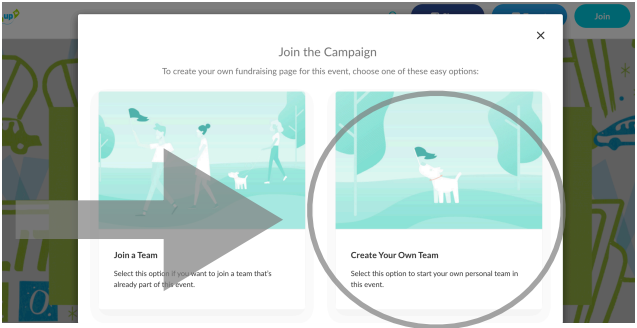 up
Join
Join the Campaign
To create your own fundraising page for this event, choose one of these easy options:
Join a Team
Select this option if you want to join a team that's
already part of this event.
Create Your Own Team
Select this option to start your own personal team in
this event.